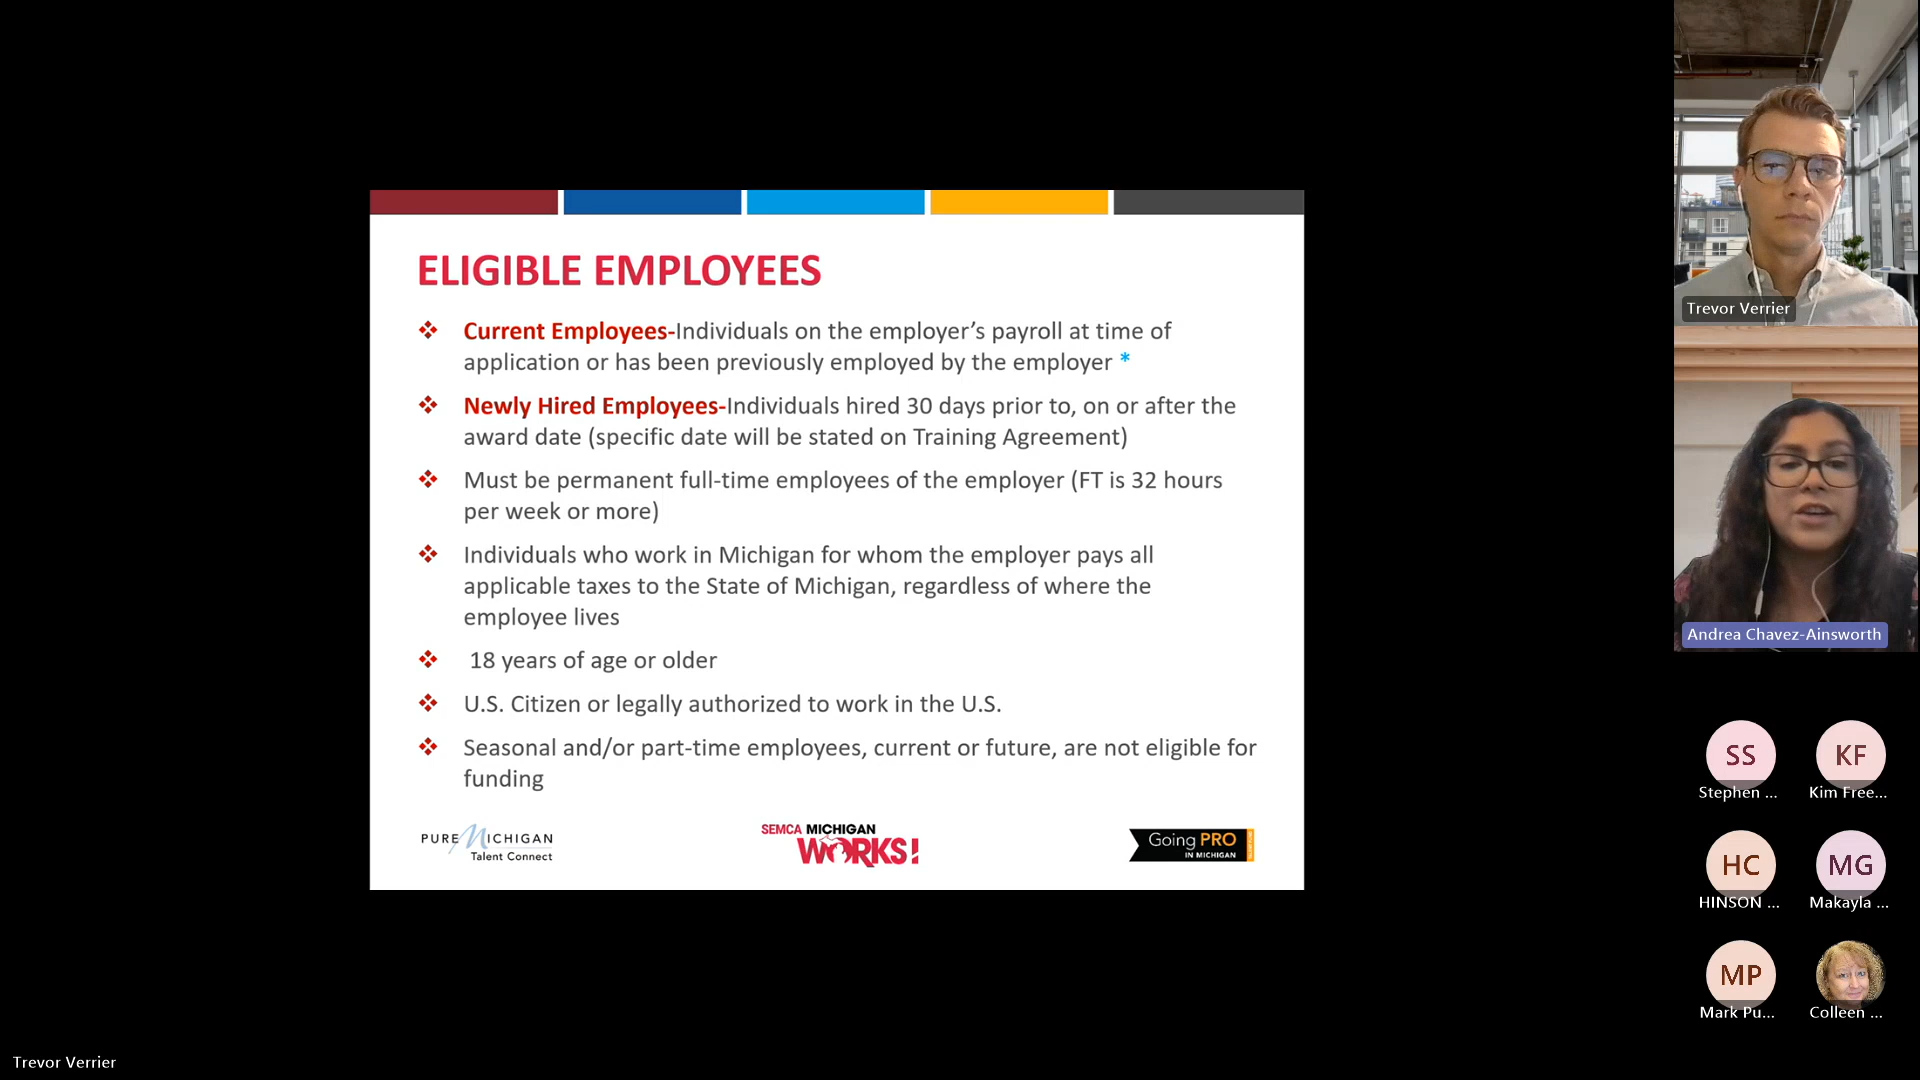 ELIGIBLE EMPLOYEES
❖ Current Employees-Individuals on the employer's payroll at time of
application or has been previously employed by the employer *
❖ Newly Hired Employees-Individuals hired 30 days prior to, on or after the
award date (specific date will be stated on Training Agreement)
❖ Must be permanent full-time employees of the employer (FT is 32 hours
per week or more)
❖ Individuals who work in Michigan for whom the employer pays all
applicable taxes to the State of Michigan, regardless of where the
employee lives
❖ 18 years of age or older
❖ U.S. Citizen or legally authorized to work in the U.S.
❖ Seasonal and/or part-time employees, current or future, are not eligible for
funding
PURE MICHIGAN
Talent Connect
SEMCA MICHIGAN
WORKS!
Going PRO
IN MICHIGAN
Trevor Verrier
Andrea Chavez-Ainsworth
SS
Stephen ...
KF
Kim Free...
HC
HINSON ...
MG
Makayla ...
MP
Mark Pu...
Colleen ...
Trevor Verrier